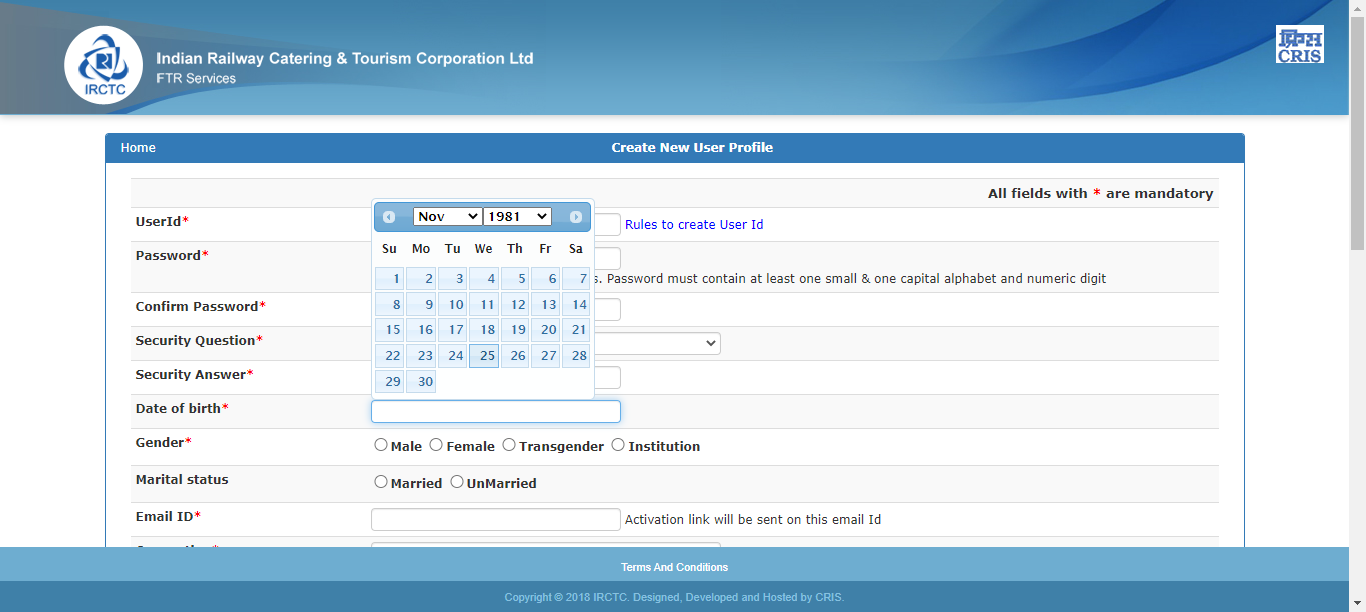 Indian Railway Catering & Tourism Corporation Ltd
FTR Services
IRCTC
क्रिस
CRIS
Home
Create New User Profile
All fields with * are mandatory
UserId*
Rules to create User Id
Password*
s. Password must contain at least one small & one capital alphabet and numeric digit
Confirm Password*
Security Question*
Security Answer*
Nov 1981
Su Mo Tu We Th Fr Sa
1 2 3 4 5 6 7
8 9 10 11 12 13 14
15 16 17 18 19 20 21
22 23 24 25 26 27 28
29 30
Date of birth*
Gender*
Male Female Transgender Institution
Marital status
Married UnMarried
Email ID*
Activation link will be sent on this email Id
Terms And Conditions
Copyright © 2018 IRCTC. Designed, Developed and Hosted by CRIS.